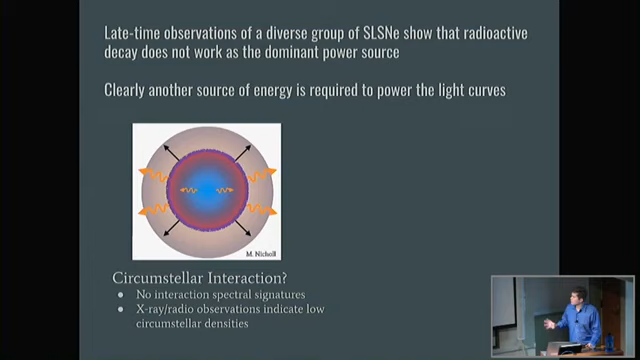 Late-time observations of a diverse group of SLSNe show that radioactive
decay does not work as the dominant power source
Clearly another source of energy is required to power the light curves
M. Nicholl
Circumstellar Interaction?
● No interaction spectral signatures
● X-ray/radio observations indicate low
circumstellar densities